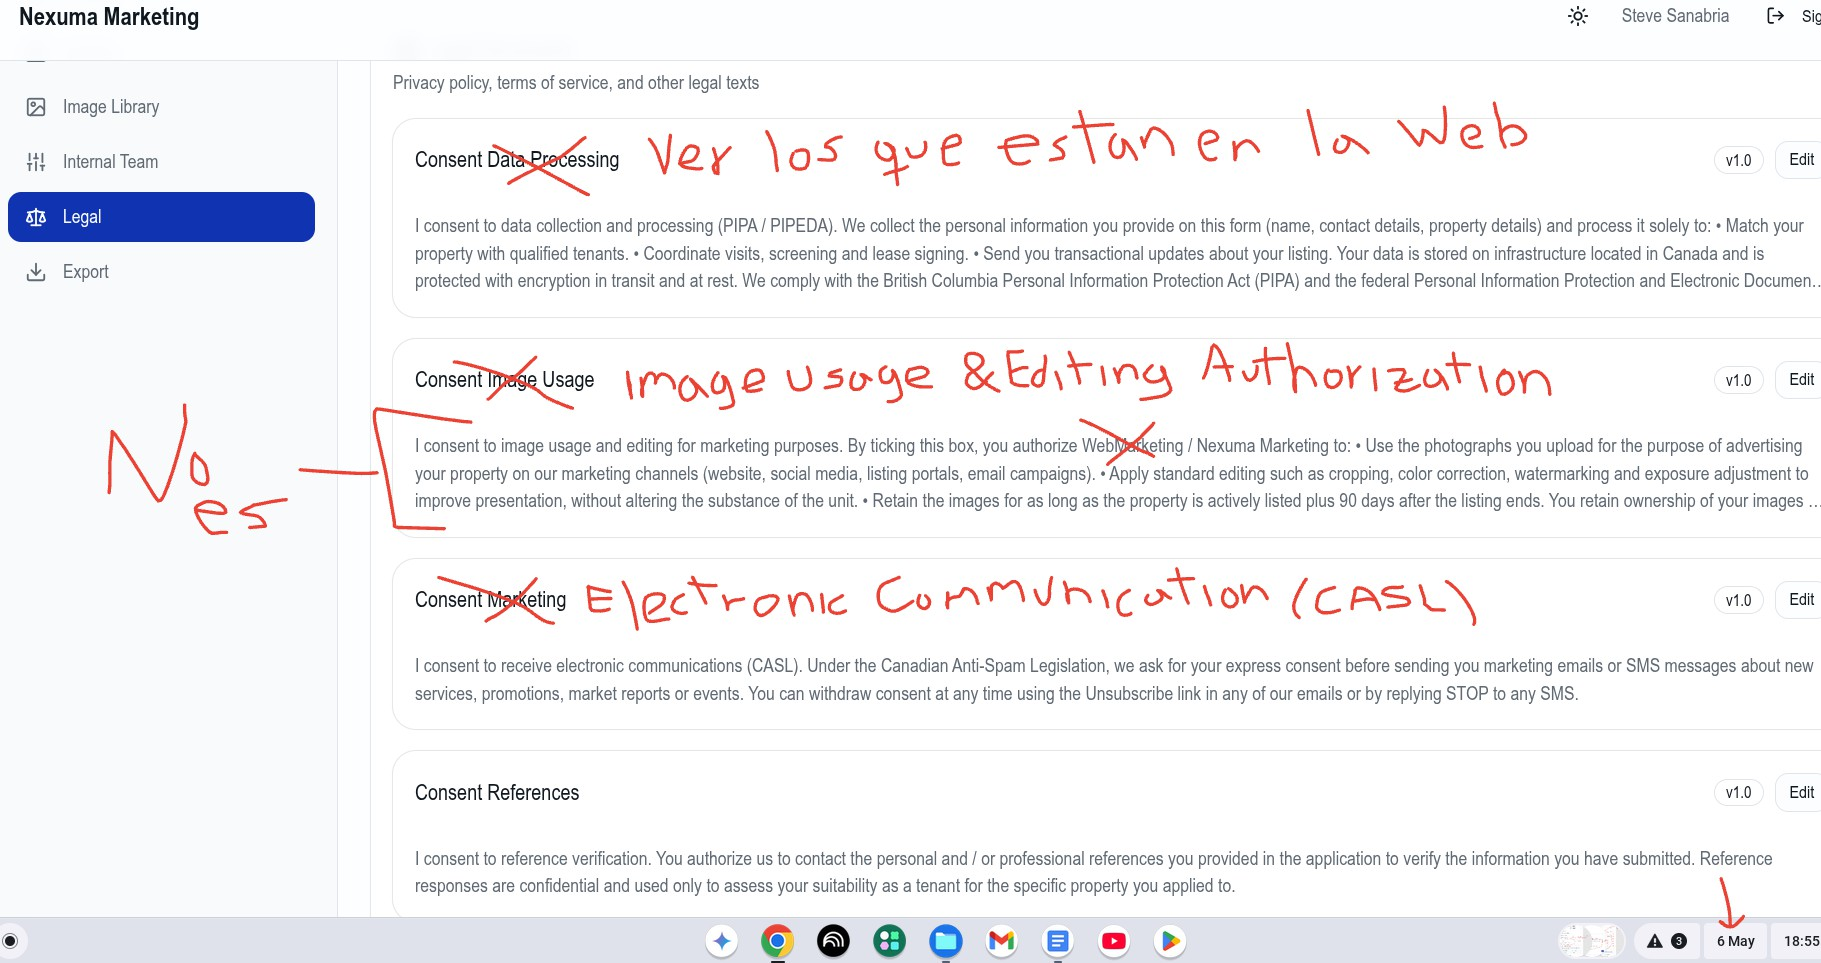 Nexuma Marketing
Steve Sanabria
Sig
Image Library
Internal Team
Legal
Export
Privacy policy, terms of service, and other legal texts
Consent Data Processing
Ver los que estan en la Web
v1.0
Edit
I consent to data collection and processing (PIPA / PIPEDA). We collect the personal information you provide on this form (name, contact details, property details) and process it solely to: • Match your
property with qualified tenants. • Coordinate visits, screening and lease signing. • Send you transactional updates about your listing. Your data is stored on infrastructure located in Canada and is
protected with encryption in transit and at rest. We comply with the British Columbia Personal Information Protection Act (PIPA) and the federal Personal Information Protection and Electronic Documen...
Consent Image Usage
Image usage & Editing Authorization
v1.0
Edit
No es
I consent to image usage and editing for marketing purposes. By ticking this box, you authorize WebMarketing / Nexuma Marketing to: • Use the photographs you upload for the purpose of advertising
your property on our marketing channels (website, social media, listing portals, email campaigns). • Apply standard editing such as cropping, color correction, watermarking and exposure adjustment to
improve presentation, without altering the substance of the unit. • Retain the images for as long as the property is actively listed plus 90 days after the listing ends. You retain ownership of your images ...
Consent Marketing
Electronic Communication (CASL)
v1.0
Edit
I consent to receive electronic communications (CASL). Under the Canadian Anti-Spam Legislation, we ask for your express consent before sending you marketing emails or SMS messages about new
services, promotions, market reports or events. You can withdraw consent at any time using the Unsubscribe link in any of our emails or by replying STOP to any SMS.
Consent References
v1.0
Edit
I consent to reference verification. You authorize us to contact the personal and / or professional references you provided in the application to verify the information you have submitted. Reference
responses are confidential and used only to assess your suitability as a tenant for the specific property you applied to.
3
6 May
18:55